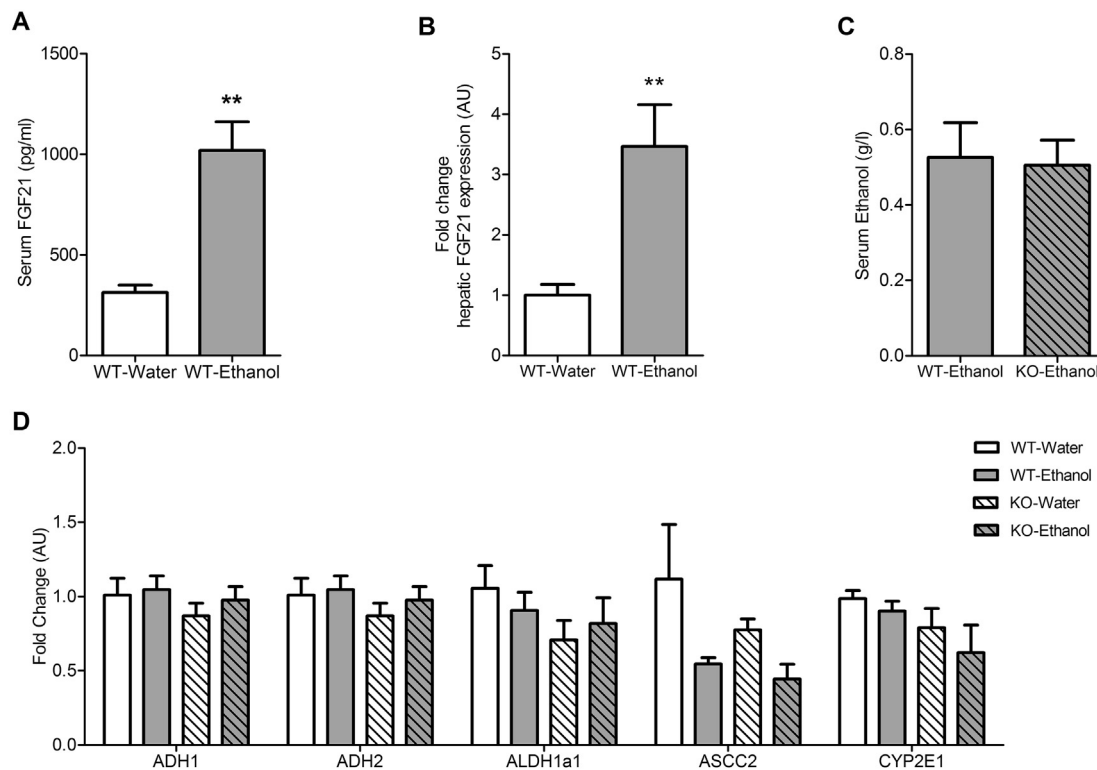 A
Serum FGF21 (pg/ml)
1500
1000
500
0
**
WT-Water WT-Ethanol
B
Fold change
hepatic FGF21 expression (AU)
5
4
3
2
1
0
**
WT-Water WT-Ethanol
C
Serum Ethanol (g/l)
0.8
0.6
0.4
0.2
0.0
WT-Ethanol KO-Ethanol
D
Fold Change (AU)
2.0
1.5
1.0
0.5
0.0
ADH1 ADH2 ALDH1a1 ASCC2 CYP2E1
WT-Water
WT-Ethanol
KO-Water
KO-Ethanol